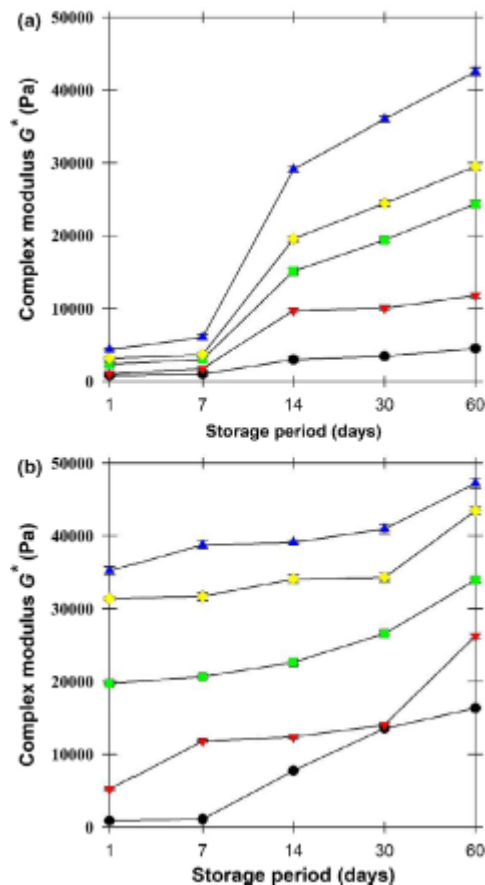 (a)
50000
40000
30000
20000
10000
0
Complex modulus G* (Pa)
1 7 14 30 60
Storage period (days)
(b)
50000
40000
30000
20000
10000
0
Complex modulus G* (Pa)
1 7 14 30 60
Storage period (days)